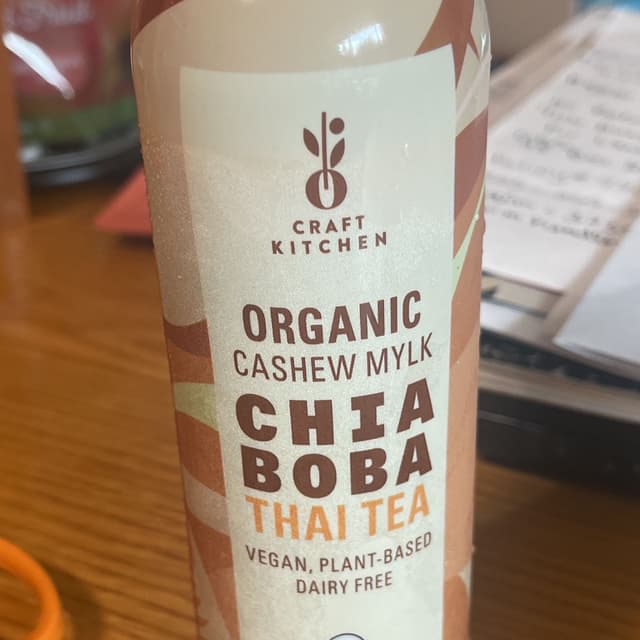 CRAFT
KITCHEN
ORGANIC
CASHEW MYLK
CHIA
BOBA
THAI TEA
VEGAN, PLANT-BASED
DAIRY FREE